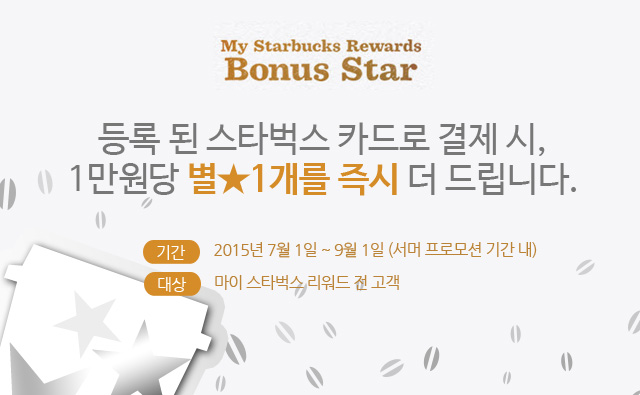 My Starbucks Rewards
Bonus Star
등록 된 스타벅스 카드로 결제 시,
1만원당 별★1개를 즉시 더 드립니다.
기간 2015년 7월 1일 ~ 9월 1일 (서머 프로모션 기간 내)
대상 마이 스타벅스 리워드 전 고객